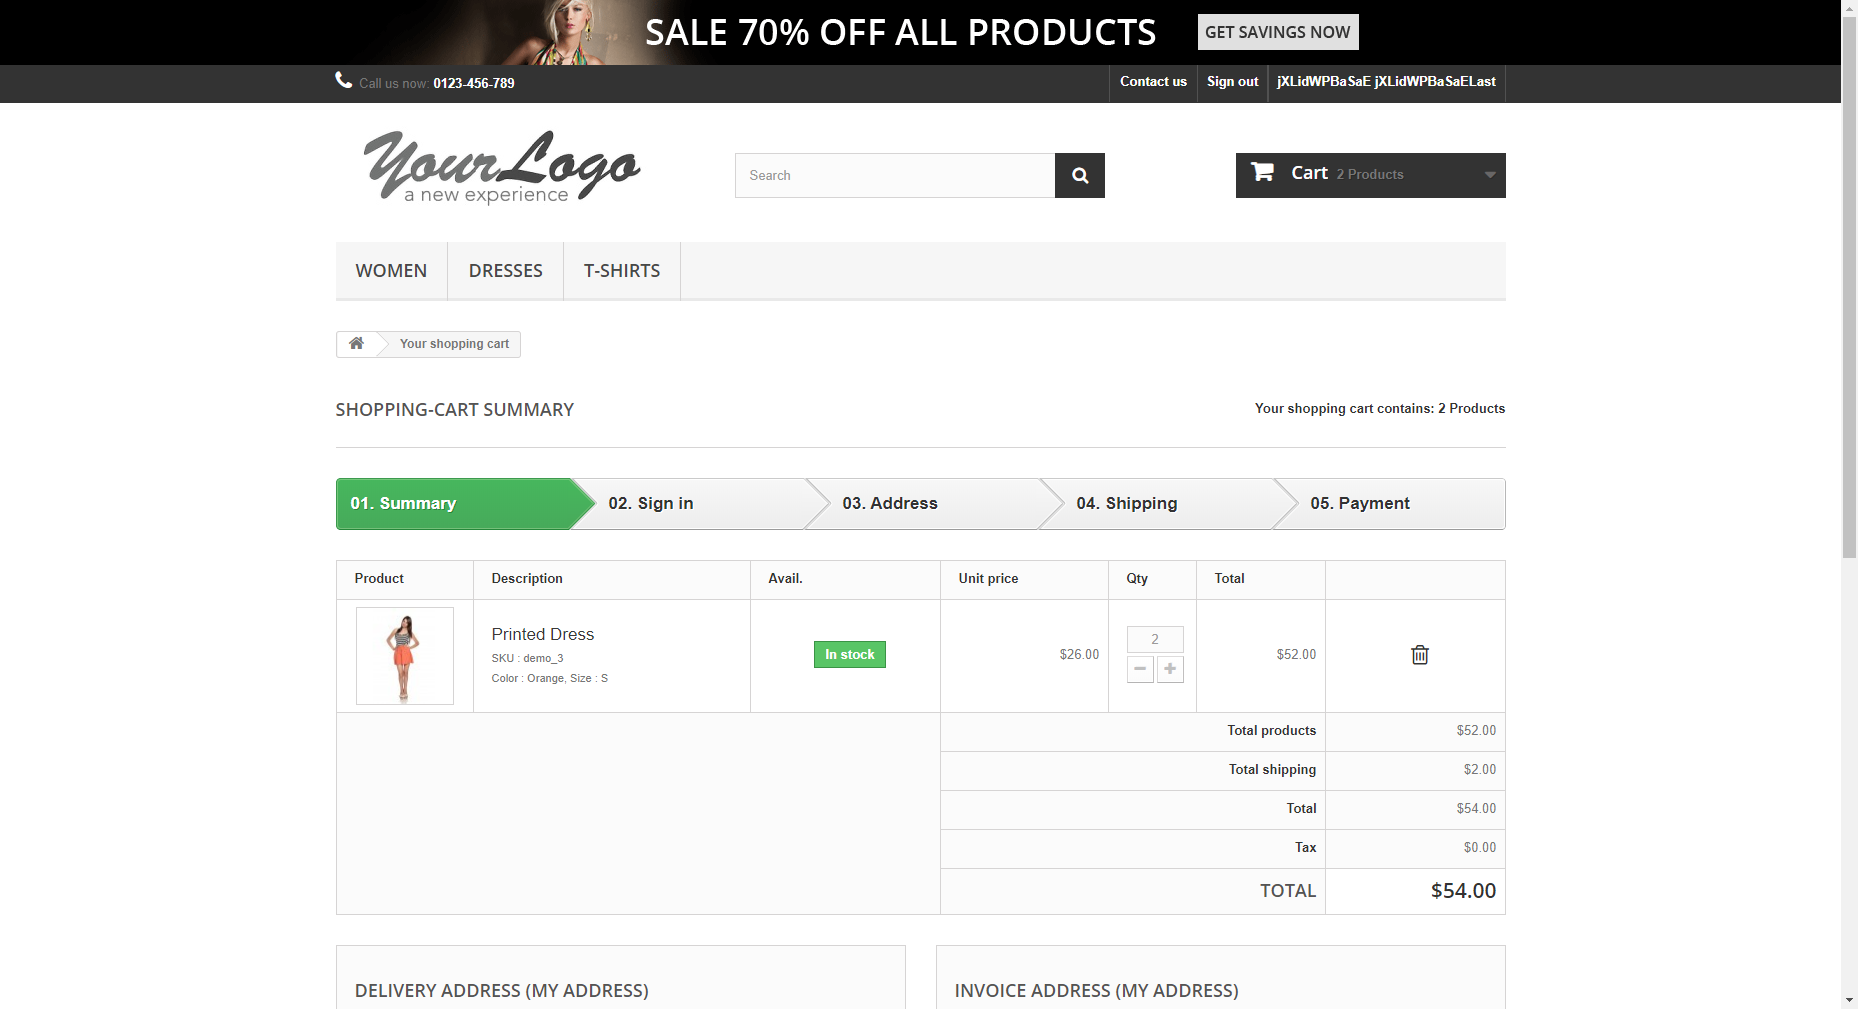 SALE 70% OFF ALL PRODUCTS GET SAVINGS NOW
Call us now: 0123-456-789 Contact us Sign out jXLidWPBaSaE jXLidWPBaSaELast
YourLogo
a new experience
Search
Cart 2 Products
WOMEN DRESSES T-SHIRTS
Your shopping cart
SHOPPING-CART SUMMARY Your shopping cart contains: 2 Products
01. Summary 02. Sign in 03. Address 04. Shipping 05. Payment
Product Description Avail. Unit price Qty Total
Printed Dress
SKU : demo_3
Color : Orange, Size : S
In stock $26.00 2 $52.00
Total products $52.00
Total shipping $2.00
Total $54.00
Tax $0.00
TOTAL $54.00
DELIVERY ADDRESS (MY ADDRESS) INVOICE ADDRESS (MY ADDRESS)